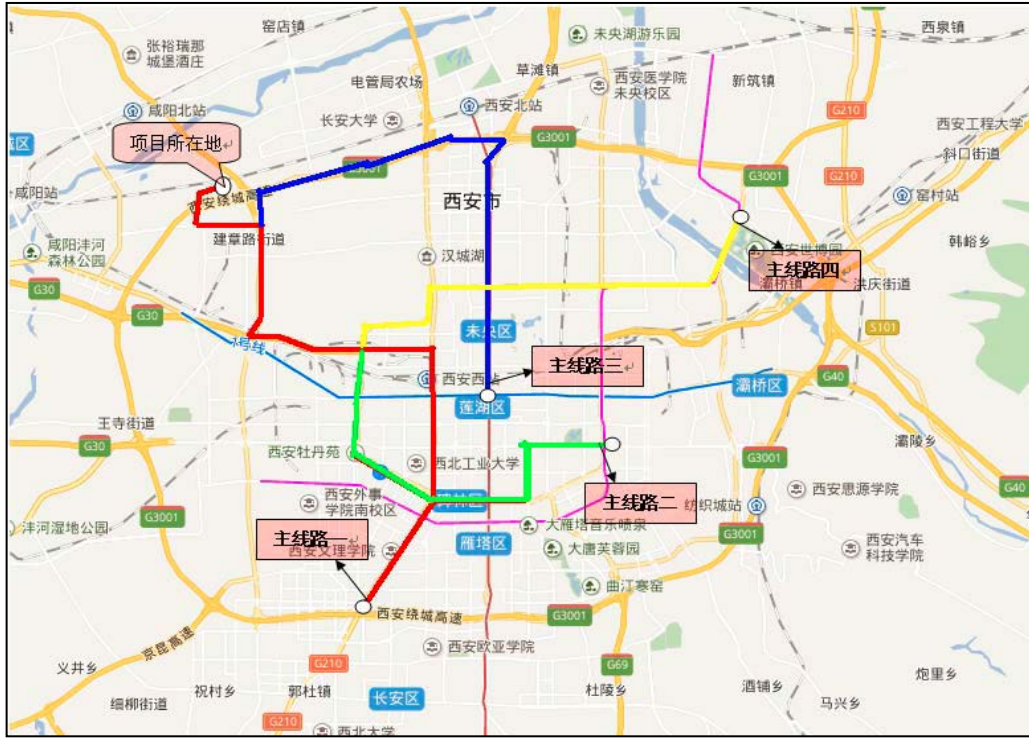 窑店镇
西泉镇
张裕瑞那
城堡酒庄
未央湖游乐园
电管局农场
草滩镇
西安医学院
未央校区
新筑镇
咸阳北站
西安北站
G210
长安大学
G3001
西安工程大学
项目所在地
G3001
斜口街道
咸阳站
西安绕城高速
G3001
G210
窑村站
西安市
建章路街道
咸阳沣河
森林公园
汉城湖
西安世博园
韩峪乡
主线路四
灞桥镇
洪庆街道
G30
G30
1号线
未央区
S101
主线路三
西安西站
灞桥区
G40
莲湖区
王寺街道
G30
西安牡丹苑
西北工业大学
灞陵乡
G3001
G40
西安外事
学院南校区
碑林区
主线路二
纺织城站
西安思源学院
沣河湿地公园
G3001
主线路一
西安文理学院
雁塔区
大雁塔音乐喷泉
大唐芙蓉园
G3001
西安汽车
科技学院
曲江寒窑
西安绕城高速
G3001
京昆高速
西安欧亚学院
义井乡
G210
G69
祝村乡
郭杜镇
长安区
杜陵乡
酒铺乡
炮里乡
细柳街道
马兴乡
G210
西北大学